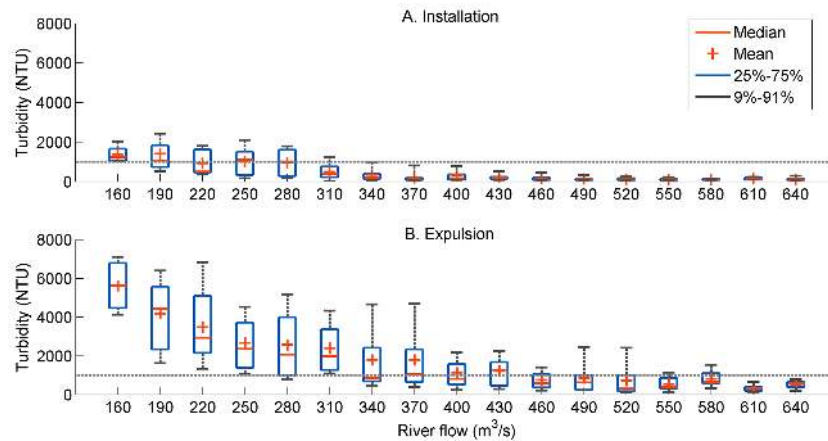 A. Installation
8000
6000
4000
2000
0
Turbidity (NTU)
Median
Mean
25%-75%
9%-91%
160 190 220 250 280 310 340 370 400 430 460 490 520 550 580 610 640
B. Expulsion
8000
6000
4000
2000
0
Turbidity (NTU)
160 190 220 250 280 310 340 370 400 430 460 490 520 550 580 610 640
River flow (m³/s)